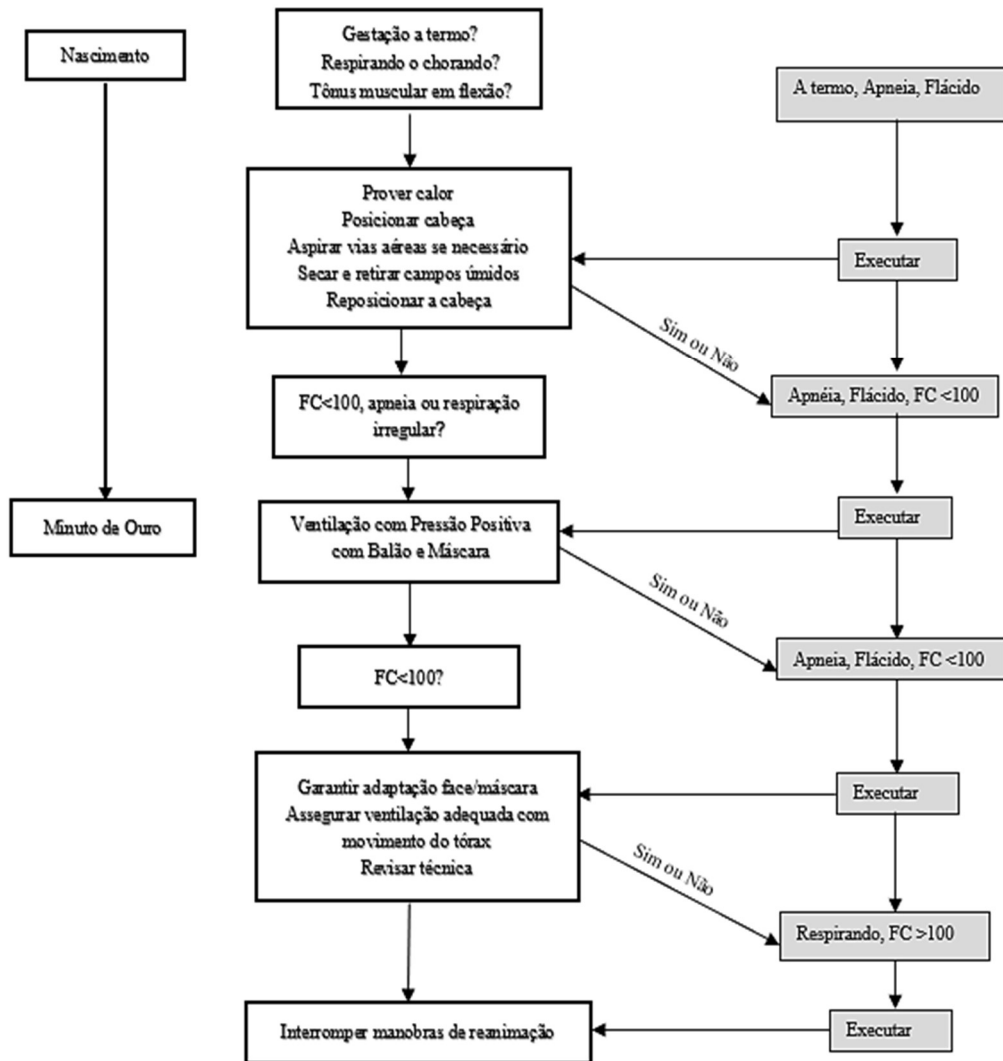 Nascimento
Minuto de Ouro
Gestação a termo?
Respirando o chorando?
Tônus muscular em flexão?
Prover calor
Posicionar cabeça
Aspirar vias aéreas se necessário
Secar e retirar campos úmidos
Reposicionar a cabeça
FC<100, apneia ou respiração
irregular?
Ventilação com Pressão Positiva
com Balão e Máscara
FC<100?
Garantir adaptação face/máscara
Assegurar ventilação adequada com
movimento do tórax
Revisar técnica
Interromper manobras de reanimação
Sim ou Não
Sim ou Não
Sim ou Não
A termo, Apneia, Flácido
Executar
Apnéia, Flácido, FC <100
Executar
Apneia, Flácido, FC <100
Executar
Respirando, FC >100
Executar